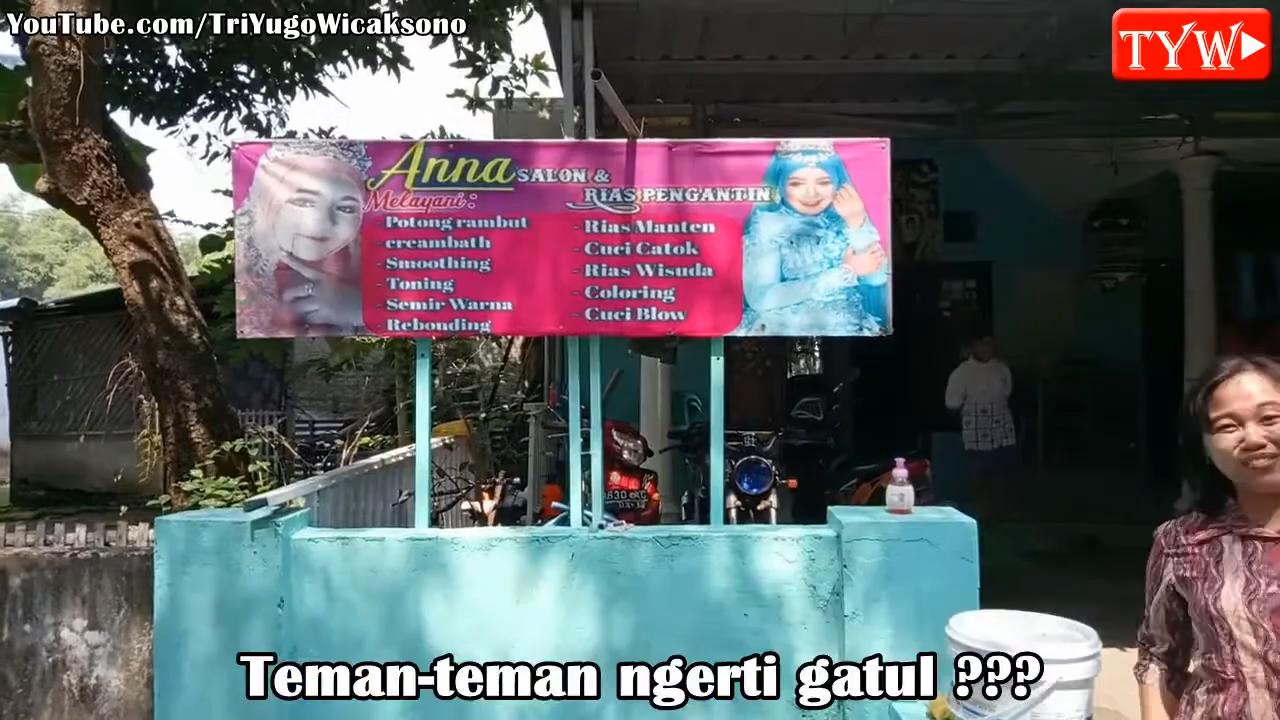 YouTube.com/TriYugoWicaksono
TYW
Anna SALON &
RIAS PENGANTIN
Melayani :
- Potong rambut
- creambath
- Smoothing
- Toning
- Semir Warna
- Rebonding
- Rias Manten
- Cuci Catok
- Rias Wisuda
- Coloring
- Cuci Blow
Teman-teman ngerti gatul ???